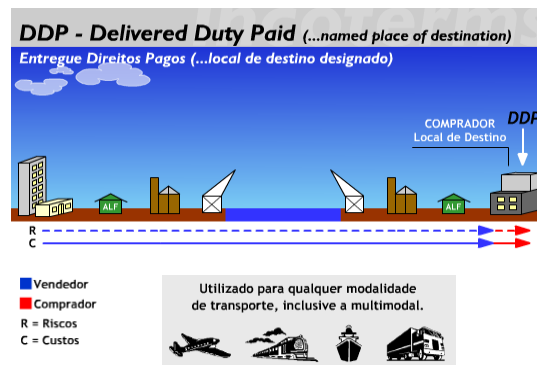 incoterms
DDP - Delivered Duty Paid (...named place of destination)
Entregue Direitos Pagos (...local de destino designado)
DDP
COMPRADOR
Local de Destino
ALF
ALF
R
C
Vendedor
Comprador
R = Riscos
C = Custos
Utilizado para qualquer modalidade
de transporte, inclusive a multimodal.